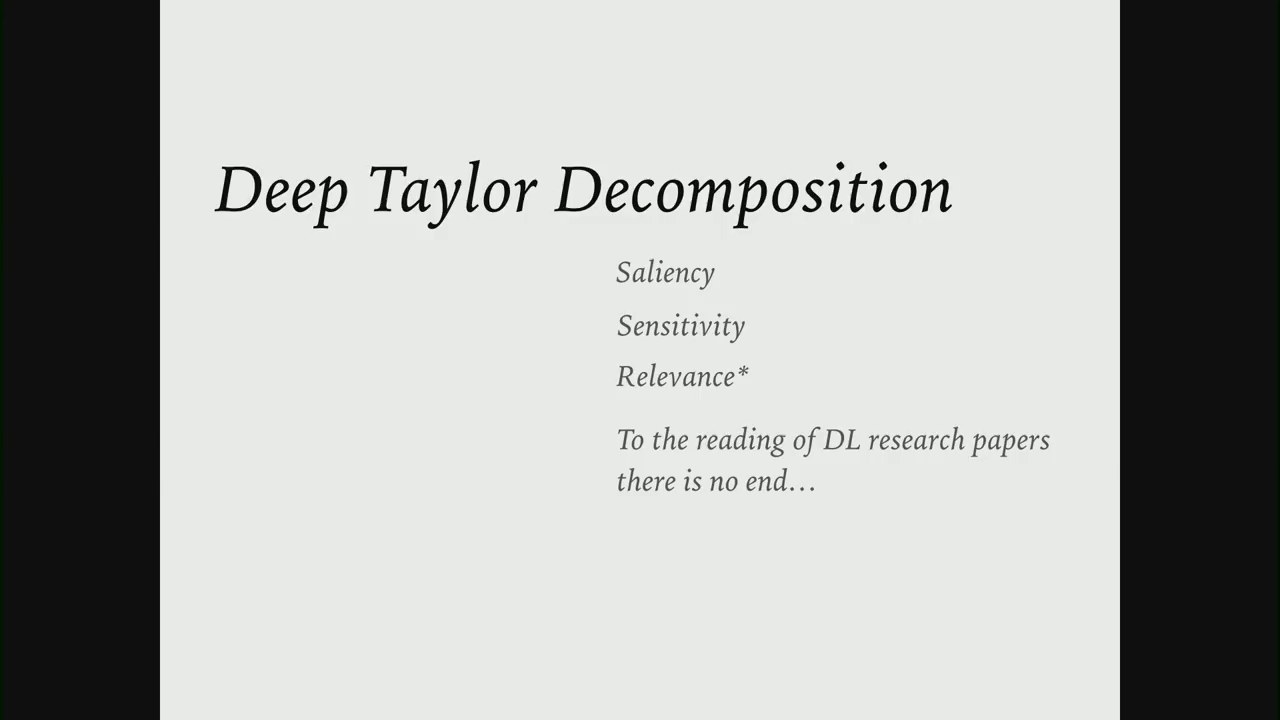 Deep Taylor Decomposition
Saliency
Sensitivity
Relevance*
To the reading of DL research papers
there is no end...